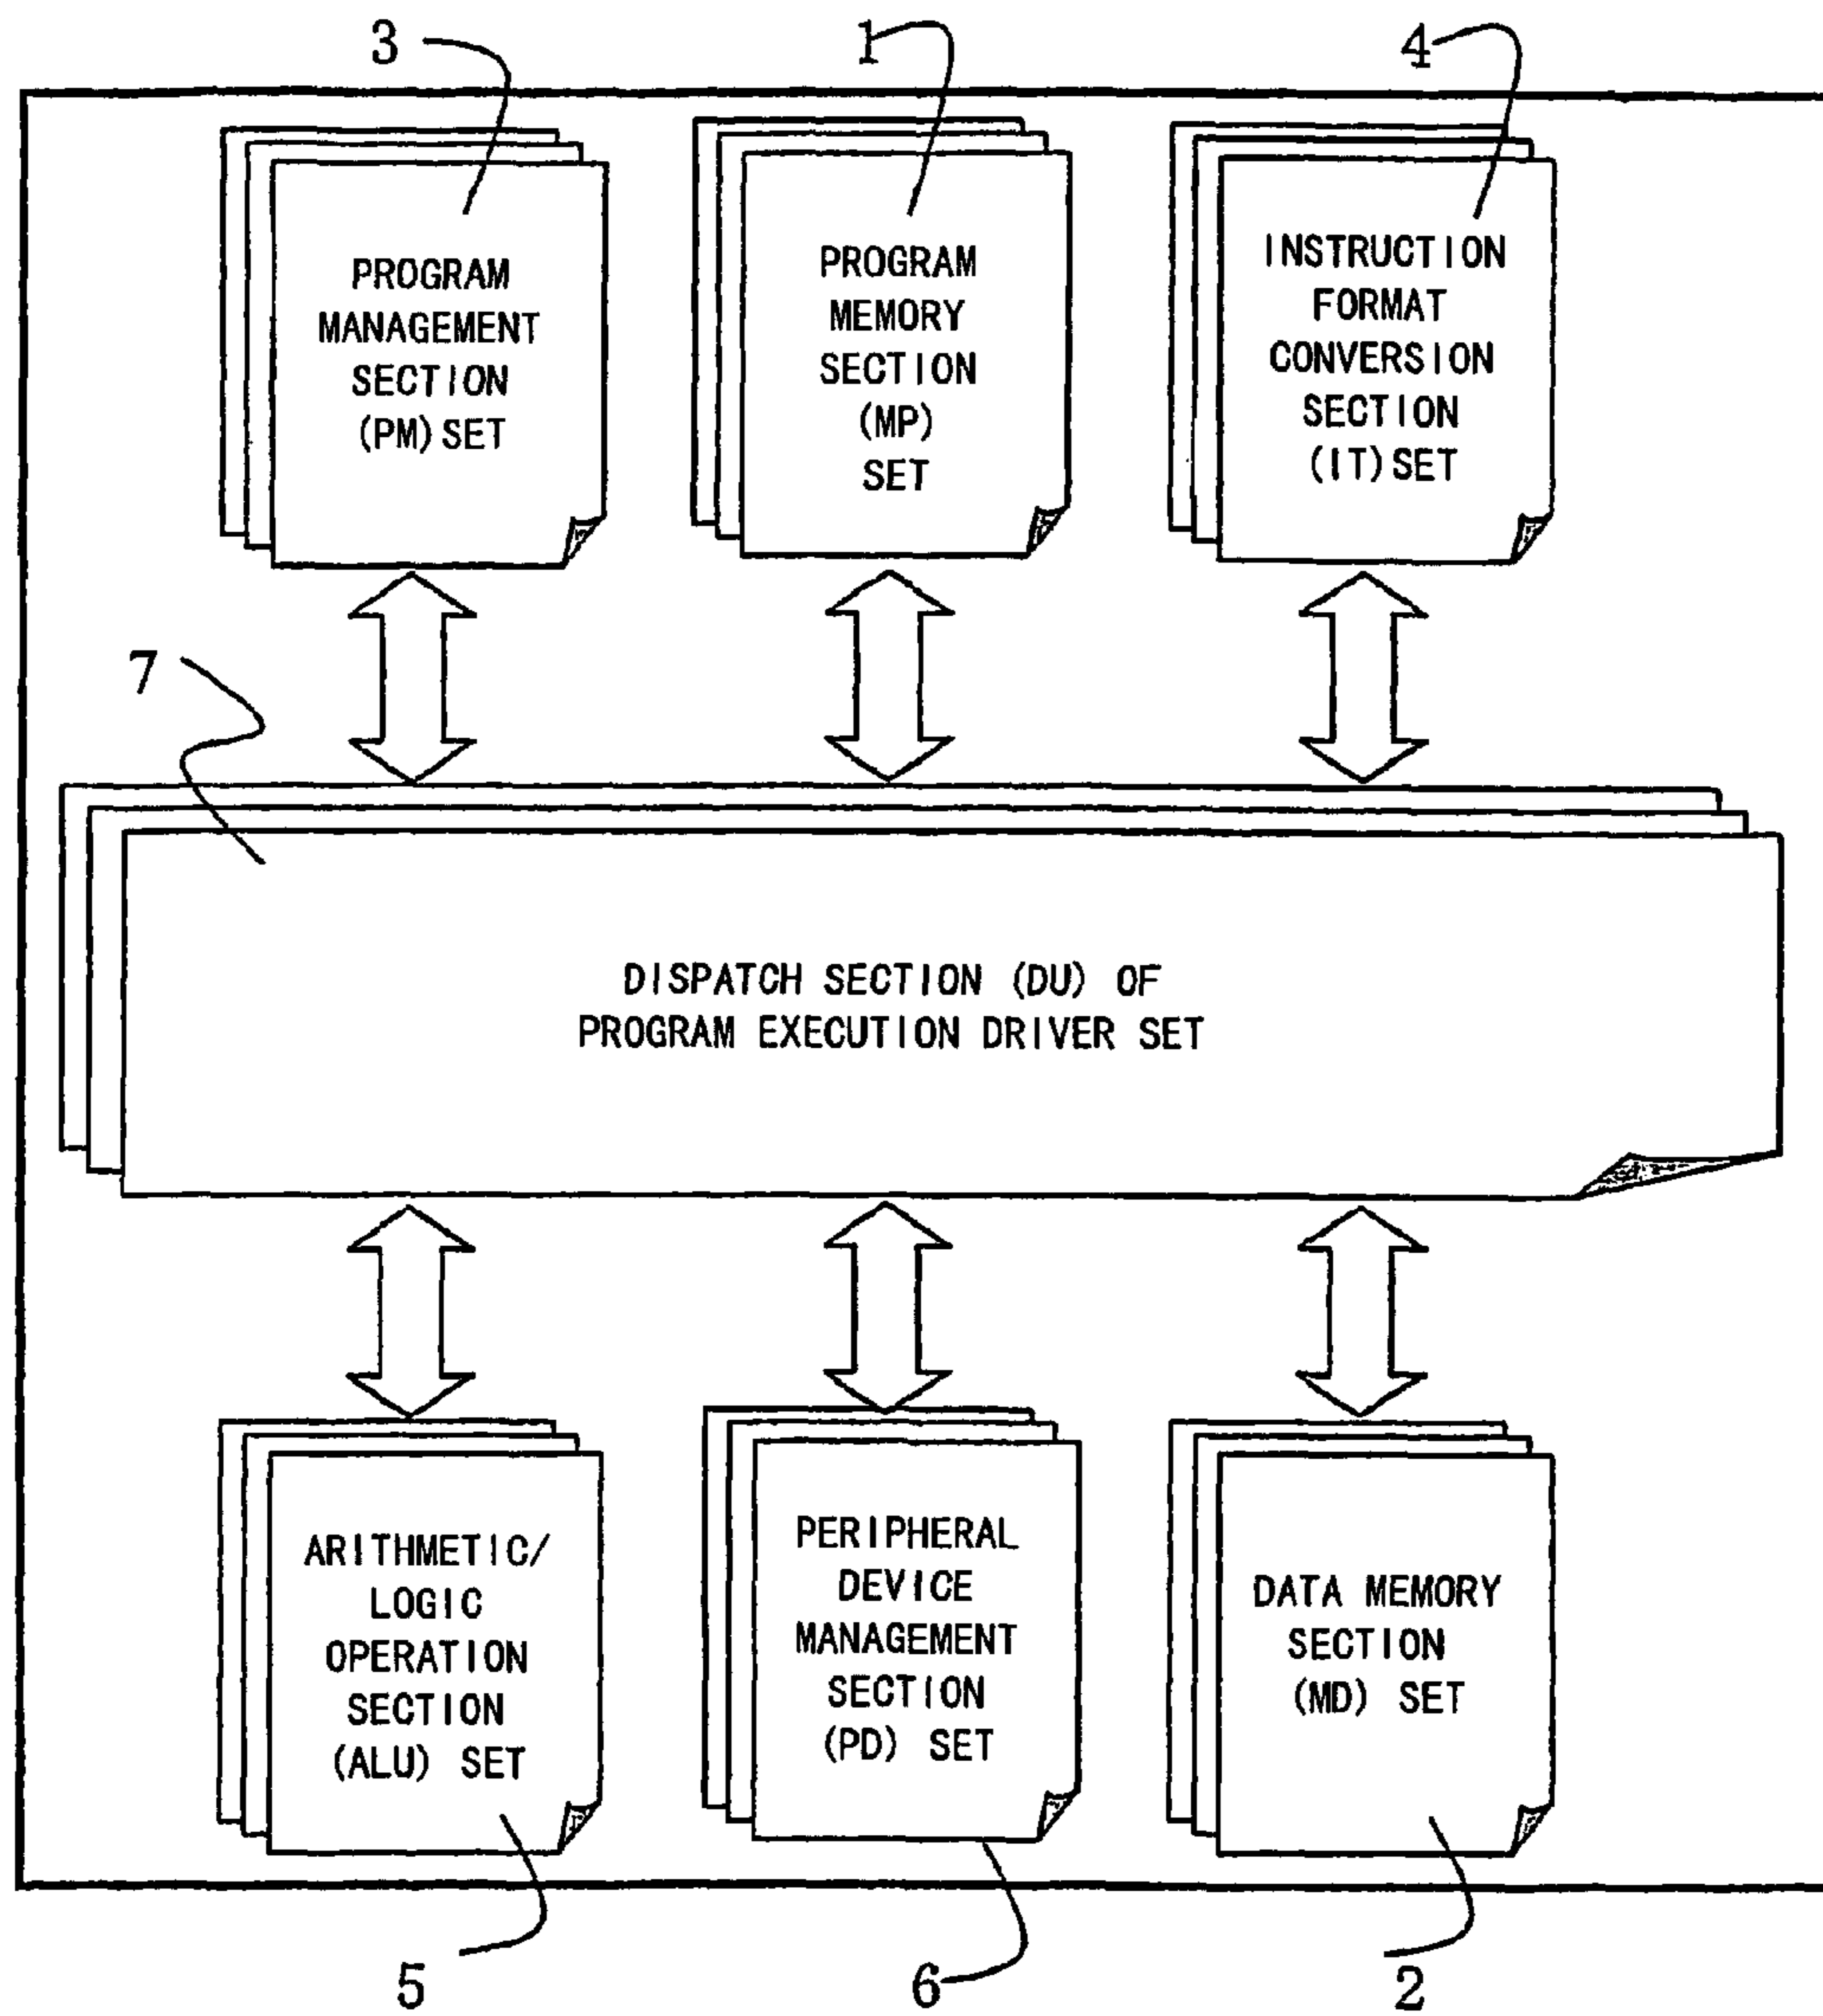 3
1
4
PROGRAM
MANAGEMENT
SECTION
(PM) SET
PROGRAM
MEMORY
SECTION
(MP)
SET
INSTRUCTION
FORMAT
CONVERSION
SECTION
(IT) SET
7
DISPATCH SECTION (DU) OF
PROGRAM EXECUTION DRIVER SET
ARITHMETIC/
LOGIC
OPERATION
SECTION
(ALU) SET
PERIPHERAL
DEVICE
MANAGEMENT
SECTION
(PD) SET
DATA MEMORY
SECTION
(MD) SET
5
6
2